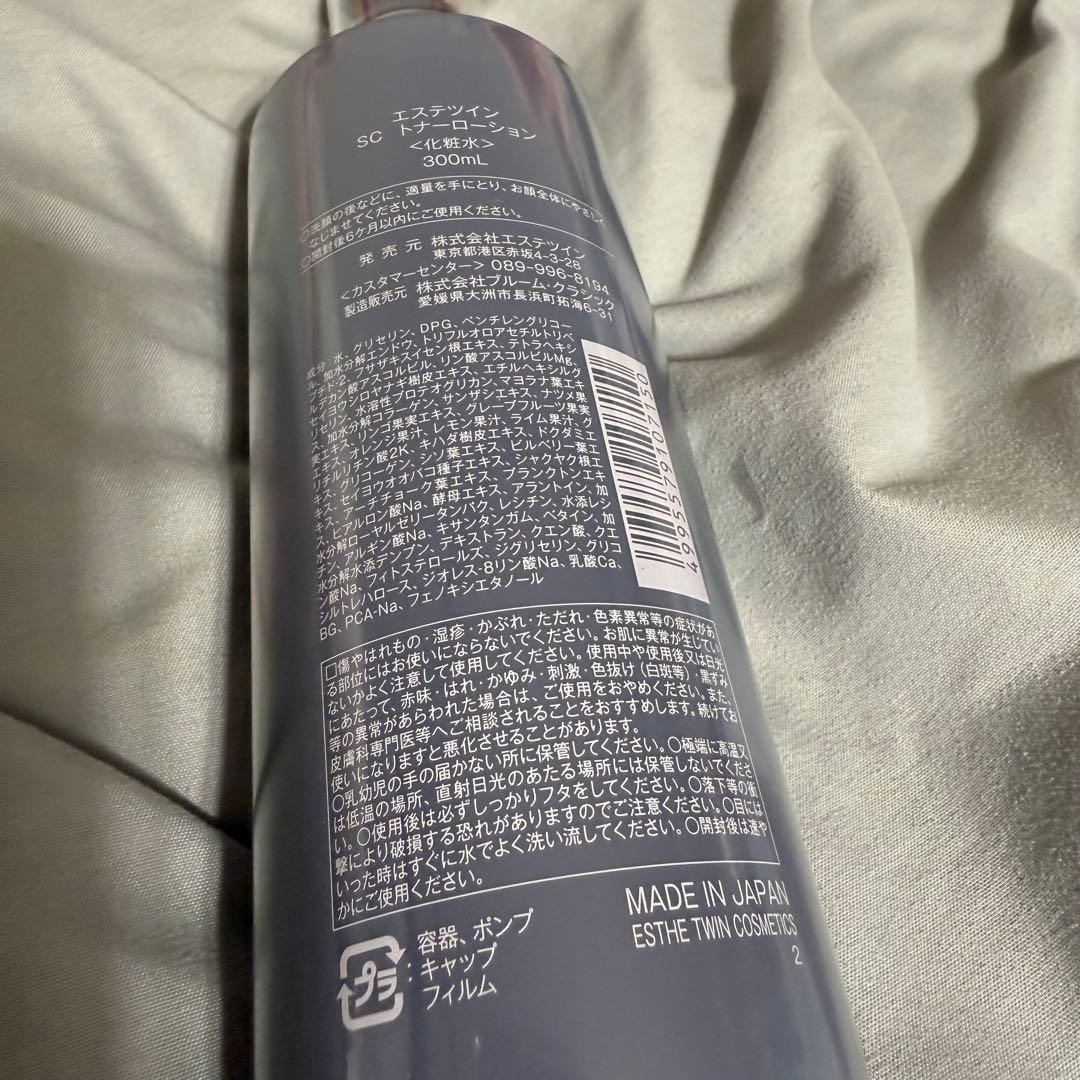 エステツイン
SC トナーローション
<化粧水>
300mL
○洗顔の後などに、適量を手にとり、お顔全体にやさしく
なじませてください。
○開封後6ケ月以内にご使用ください。
発売元 株式会社エステツイン
東京都港区赤坂4-3-28
<カスタマーセンター> 089-996-8194
製造販売元 株式会社ブルーム・クラシック
愛媛県大洲市長浜町拓海6-31
成分:水、グリセリン、DPG、ペンチレングリコー
ル、加水分解エンドウ、トリフルオロアセチルトリペ
プチド-2、フサザキスイセン根エキス、テトラヘキシ
ルデカン酸アスコルビル、リン酸アスコルビルMg、
セイヨウシロヤナギ樹皮エキス、エチルヘキシルグ
リセリン、水溶性プロテオグリカン、マヨラナ葉エキ
ス、加水分解コラーゲン、サンザシエキス、ナツメ果
実エキス、リンゴ果実エキス、グレープフルーツ果実
エキス、オレンジ果汁、レモン果汁、ライム果汁、グ
リチルリチン酸2K、キハダ樹皮エキス、ドクダミエ
キス、グリコーゲン、シソ葉エキス、ビルベリー葉エ
キス、セイヨウオオバコ種子エキス、シャクヤク根エ
キス、アーチチョーク葉エキス、プランクトンエキ
ス、ヒアルロン酸Na、酵母エキス、アラントイン、加
水分解ローヤルゼリータンパク、レシチン、水添レシ
チン、アルギン酸Na、キサンタンガム、ベタイン、加
水分解水添デンプン、デキストラン、クエン酸、クエ
ン酸Na、フィトステロールズ、ジグリセリン、グリコ
シルトレハロース、ジオレス-8リン酸Na、乳酸Ca、
BG、PCA-Na、フェノキシエタノール
4995579107150
□傷やはれもの・湿疹・かぶれ・ただれ・色素異常等の症状があ
る部位にはお使いにならないでください。お肌に異常が生じてい
ないかよく注意して使用してください。使用中や使用後又は日光
にあたって、赤味・はれ・かゆみ・刺激・色抜け(白斑等)・黒ずみ
等の異常があらわれた場合は、ご使用をおやめください。また、
皮膚科専門医等へご相談されることをおすすめします。続けてお
使いになりますと悪化させることがあります。
○乳幼児の手の届かない所に保管してください。○極端に高温又
は低温の場所、直射日光のあたる場所には保管しないでくださ
い。○使用後は必ずしっかりフタをしてください。○落下等の衝
撃により破損する恐れがありますのでご注意ください。○目には
いった時はすぐに水でよく洗い流してください。○開封後は速や
かにご使用ください。
MADE IN JAPAN
ESTHE TWIN COSMETICS
2
プラ:容器、ポンプ
キャップ
フィルム